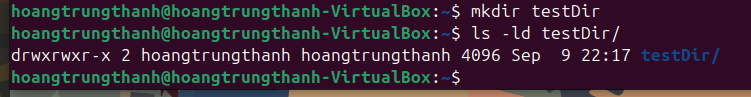 hoangtrungthanh@hoangtrungthanh-VirtualBox:~$ mkdir testDir
hoangtrungthanh@hoangtrungthanh-VirtualBox:~$ ls -ld testDir/
drwxrwxr-x 2 hoangtrungthanh hoangtrungthanh 4096 Sep  9 22:17 testDir/
hoangtrungthanh@hoangtrungthanh-VirtualBox:~$